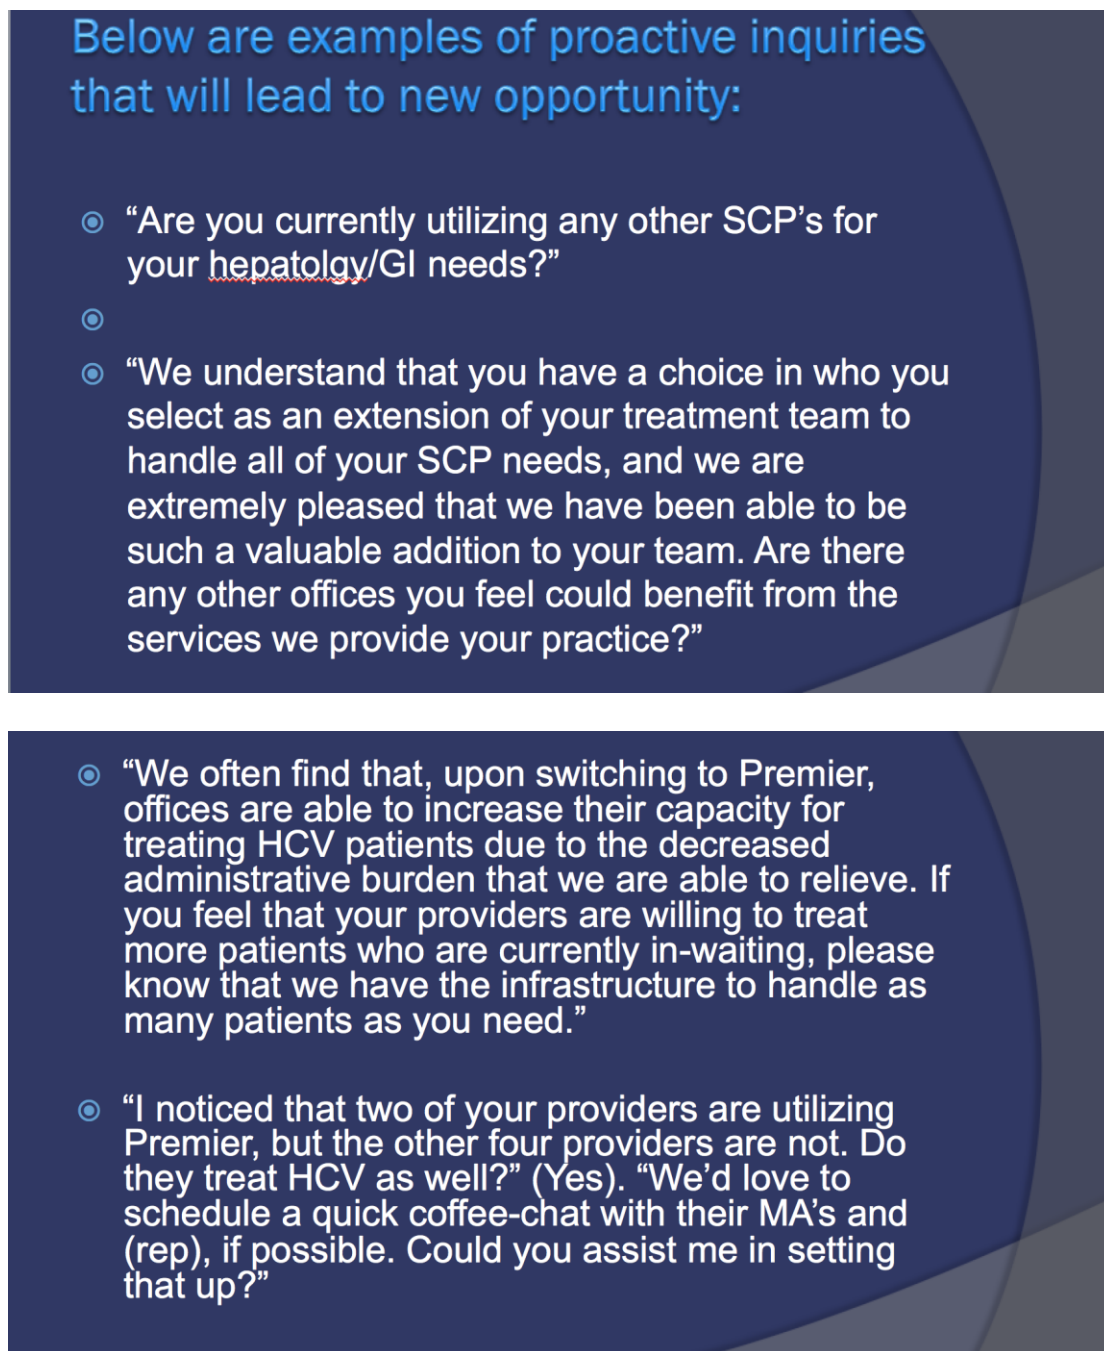 Below are examples of proactive inquiries
that will lead to new opportunity:
“Are you currently utilizing any other SCP’s for
your hepatolgy/GI needs?”
“We understand that you have a choice in who you
select as an extension of your treatment team to
handle all of your SCP needs, and we are
extremely pleased that we have been able to be
such a valuable addition to your team. Are there
any other offices you feel could benefit from the
services we provide your practice?”
“We often find that, upon switching to Premier,
offices are able to increase their capacity for
treating HCV patients due to the decreased
administrative burden that we are able to relieve. If
you feel that your providers are willing to treat
more patients who are currently in-waiting, please
know that we have the infrastructure to handle as
many patients as you need.”
“I noticed that two of your providers are utilizing
Premier, but the other four providers are not. Do
they treat HCV as well?” (Yes). “We’d love to
schedule a quick coffee-chat with their MA’s and
(rep), if possible. Could you assist me in setting
that up?”